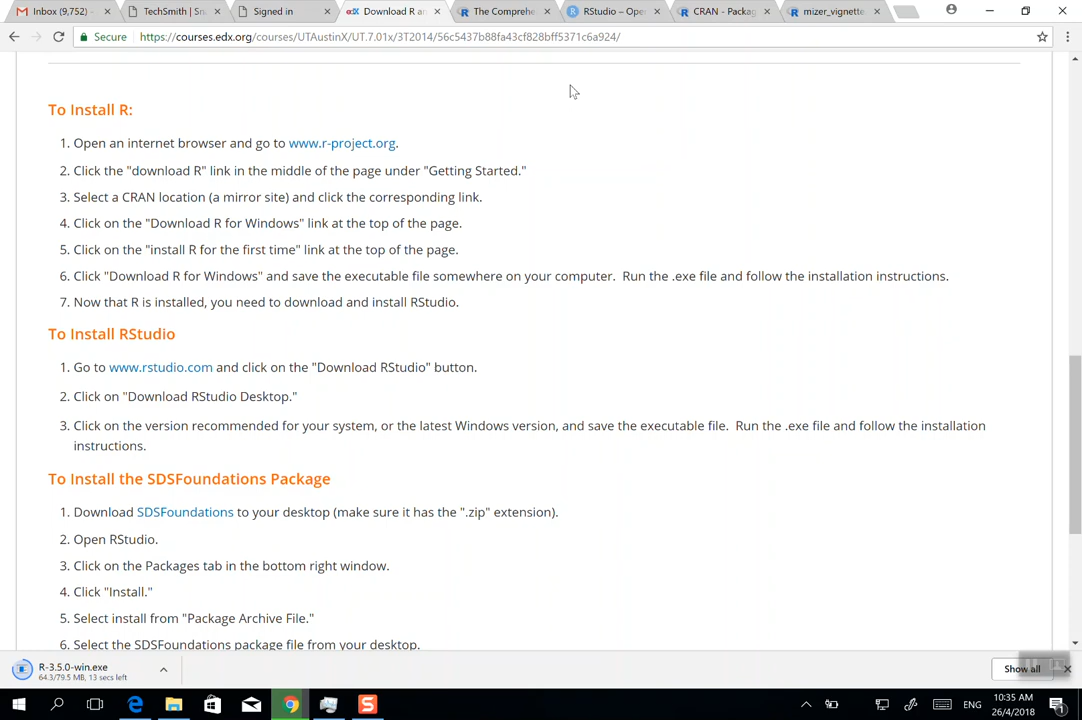 Inbox (9,752) -
TechSmith | Sn
Signed in
edX Download R an
The Comprehe
RStudio – Ope
CRAN - Packag
mizer_vignette
Secure https://courses.edx.org/courses/UTAustinX/UT.7.01x/3T2014/56c5437b88fa43cf828bff5371c6a924/
To Install R:
1. Open an internet browser and go to www.r-project.org.
2. Click the "download R" link in the middle of the page under "Getting Started."
3. Select a CRAN location (a mirror site) and click the corresponding link.
4. Click on the "Download R for Windows" link at the top of the page.
5. Click on the "install R for the first time" link at the top of the page.
6. Click "Download R for Windows" and save the executable file somewhere on your computer. Run the .exe file and follow the installation instructions.
7. Now that R is installed, you need to download and install RStudio.
To Install RStudio
1. Go to www.rstudio.com and click on the "Download RStudio" button.
2. Click on "Download RStudio Desktop."
3. Click on the version recommended for your system, or the latest Windows version, and save the executable file. Run the .exe file and follow the installation
instructions.
To Install the SDSFoundations Package
1. Download SDSFoundations to your desktop (make sure it has the ".zip" extension).
2. Open RStudio.
3. Click on the Packages tab in the bottom right window.
4. Click "Install."
5. Select install from "Package Archive File."
6. Select the SDSFoundations package file from your desktop.
R-3.5.0-win.exe
64.3/79.5 MB, 13 secs left
Show all
ENG
10:35 AM
26/4/2018